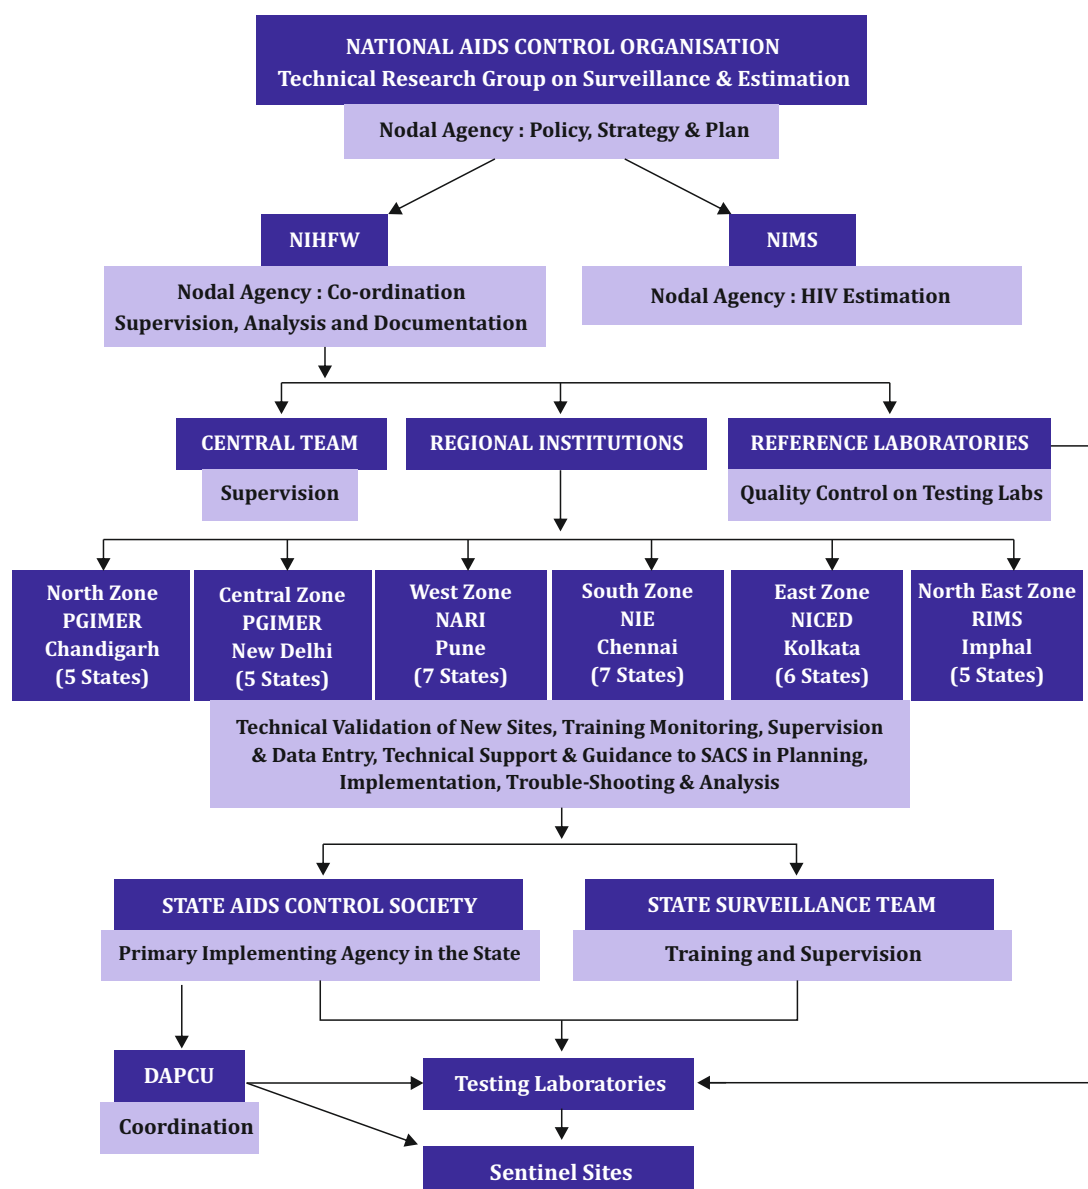 NATIONAL AIDS CONTROL ORGANISATION
Technical Research Group on Surveillance & Estimation
Nodal Agency : Policy, Strategy & Plan
NIHFW
Nodal Agency : Co-ordination
Supervision, Analysis and Documentation
NIMS
Nodal Agency : HIV Estimation
CENTRAL TEAM
Supervision
REGIONAL INSTITUTIONS
REFERENCE LABORATORIES
Quality Control on Testing Labs
North Zone
PGIMER
Chandigarh
(5 States)
Central Zone
PGIMER
New Delhi
(5 States)
West Zone
NARI
Pune
(7 States)
South Zone
NIE
Chennai
(7 States)
East Zone
NICED
Kolkata
(6 States)
North East Zone
RIMS
Imphal
(5 States)
Technical Validation of New Sites, Training Monitoring, Supervision
& Data Entry, Technical Support & Guidance to SACS in Planning,
Implementation, Trouble-Shooting & Analysis
STATE AIDS CONTROL SOCIETY
Primary Implementing Agency in the State
STATE SURVEILLANCE TEAM
Training and Supervision
DAPCU
Coordination
Testing Laboratories
Sentinel Sites